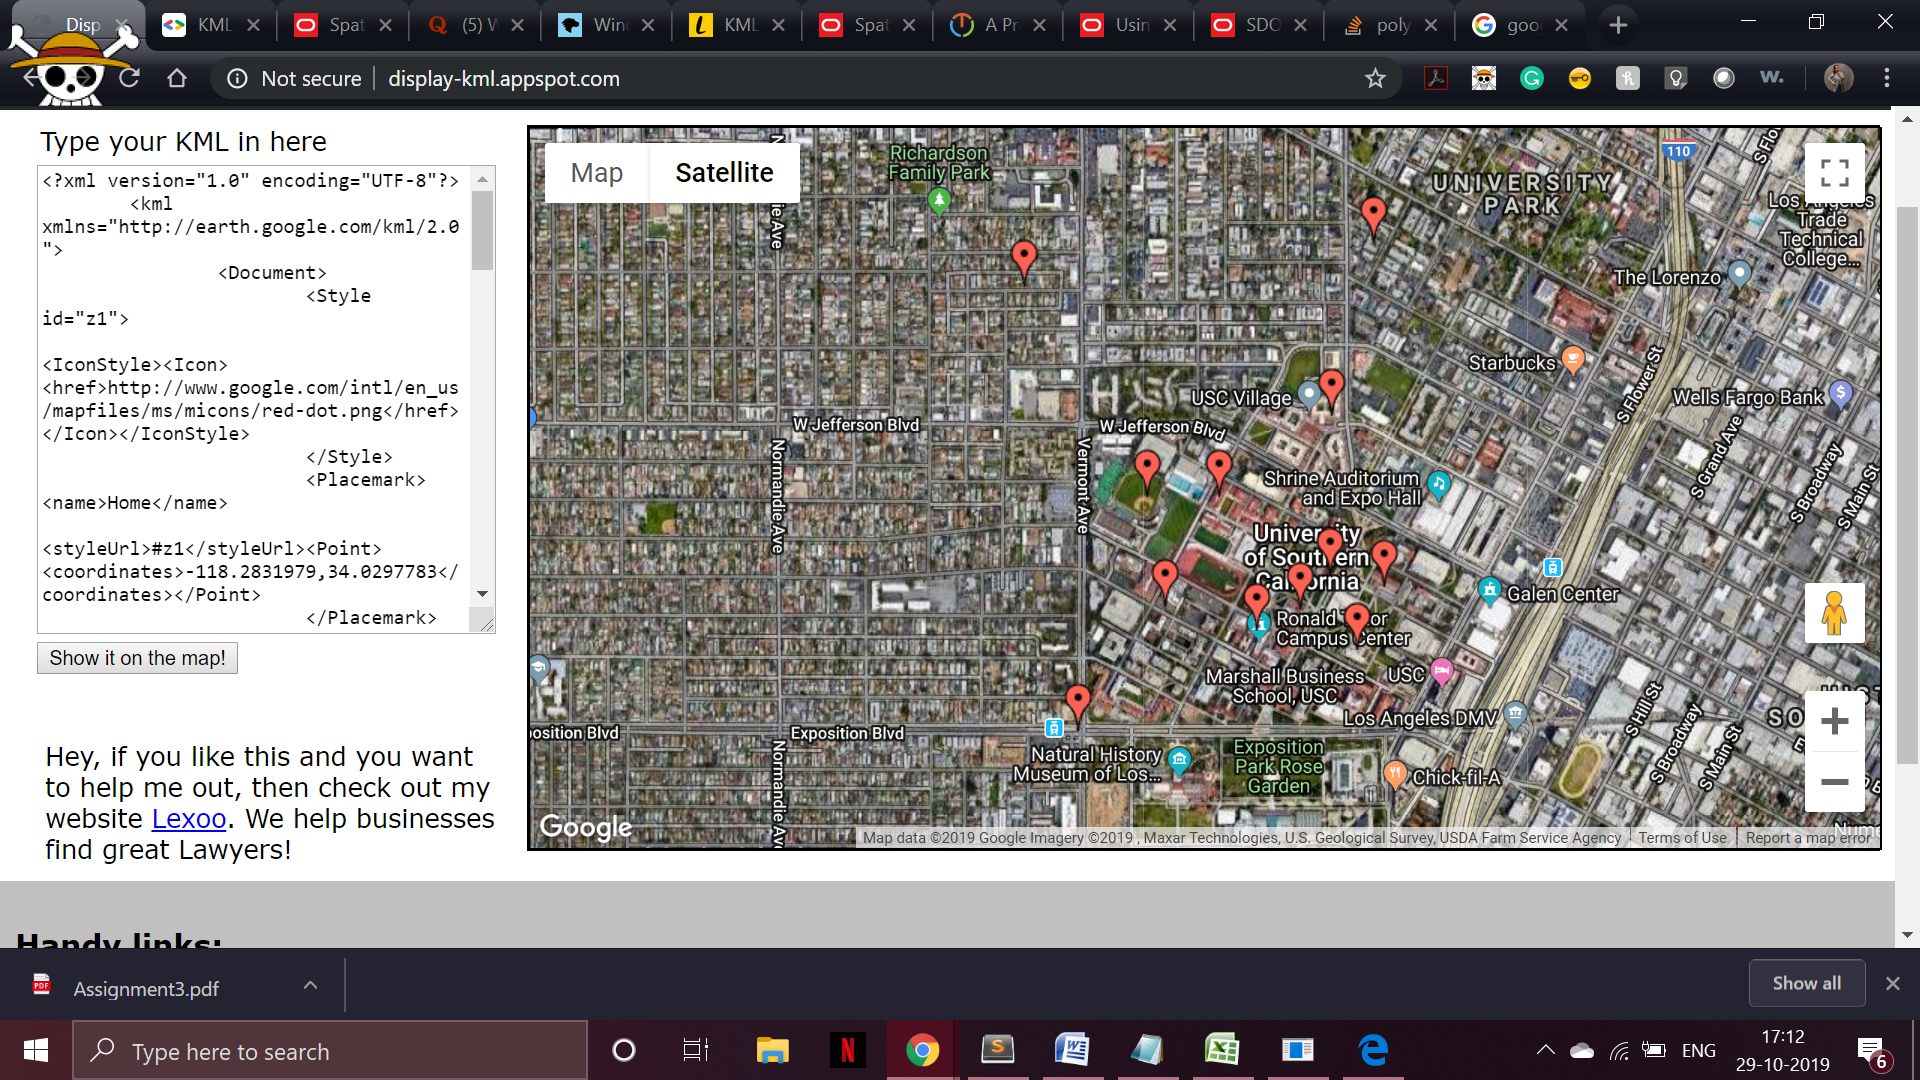 Disp
KML
Spat
(5) W
Wind
KML
Spat
A Pr
Usin
SDO
poly
goog
Not secure
display-kml.appspot.com
Type your KML in here
<?xml version="1.0" encoding="UTF-8"?>
<kml
xmlns="http://earth.google.com/kml/2.0
">
<Document>
<Style
id="z1">
<IconStyle><Icon>
<href>http://www.google.com/intl/en_us
/mapfiles/ms/micons/red-dot.png</href>
</Icon></IconStyle>
</Style>
<Placemark>
<name>Home</name>
<styleUrl>#z1</styleUrl><Point>
<coordinates>-118.2831979,34.0297783</
coordinates></Point>
</Placemark>
Show it on the map!
Hey, if you like this and you want
to help me out, then check out my
website Lexoo. We help businesses
find great Lawyers!
Handy links:
Map
Satellite
Richardson
Family Park
UNIVERSITY
PARK
110
S Flo
Los Angeles
Trade
Technical
College...
The Lorenzo
Starbucks
S Flower St
Wells Fargo Bank
USC Village
W Jefferson Blvd
W Jefferson Blvd
Normandie Ave
Vermont Ave
S Grand Ave
S Broadway
S Main St
Shrine Auditorium
and Expo Hall
University
of Southern
California
Galen Center
Ronald Tutor
Campus Center
Marshall Business
School, USC
USC
Los Angeles DMV
S Hill St
S Broadway
S Main St
osition Blvd
Exposition Blvd
Normandie Av
Natural History
Museum of Los...
Exposition
Park Rose
Garden
Chick-fil-A
Google
Map data ©2019 Google Imagery ©2019 , Maxar Technologies, U.S. Geological Survey, USDA Farm Service Agency
Terms of Use
Report a map error
Assignment3.pdf
Show all
Type here to search
ENG
17:12
29-10-2019
6